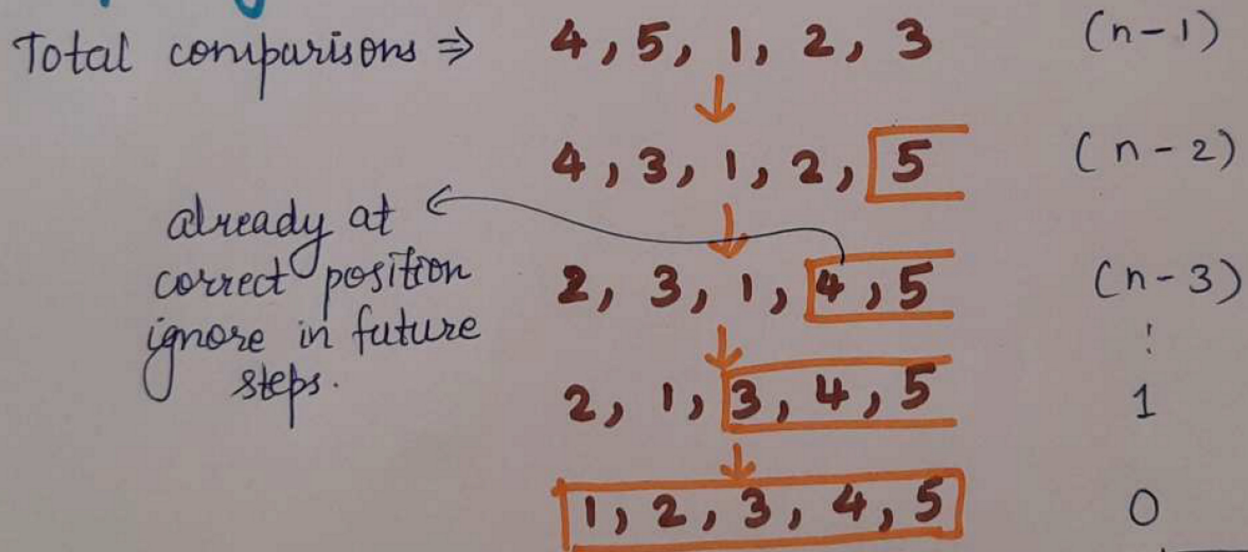 Total comparisons ⇒ 4, 5, 1, 2, 3 (n-1)
4, 3, 1, 2, 5 (n-2)
already at
correct position
ignore in future
steps.
2, 3, 1, 4, 5 (n-3)
⋮
2, 1, 3, 4, 5 1
1, 2, 3, 4, 5 0